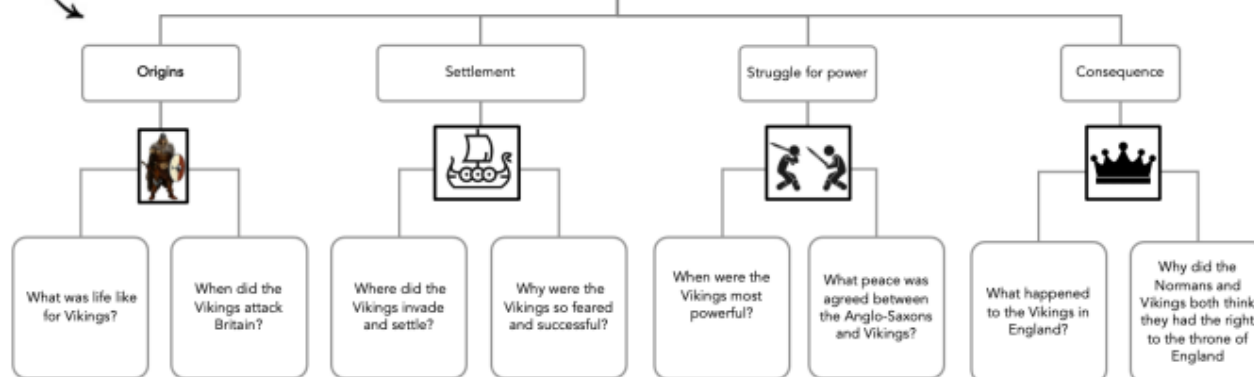 Origins
Settlement
Struggle for power
Consequence
What was life like
for Vikings?
When did the
Vikings attack
Britain?
Where did the
Vikings invade
and settle?
Why were the
Vikings so feared
and successful?
When were the
Vikings most
powerful?
What peace was
agreed between
the Anglo-Saxons
and Vikings?
What happened
to the Vikings in
England?
Why did the
Normans and
Vikings both think
they had the right
to the throne of
England